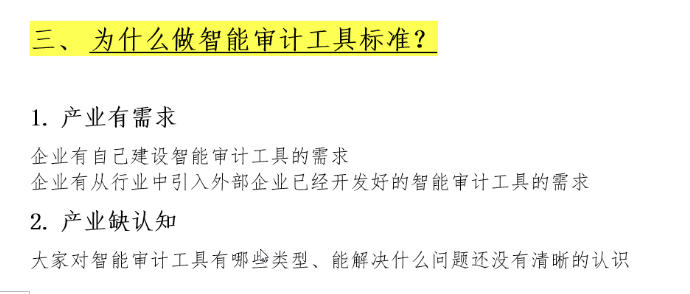 三、为什么做智能审计工具标准？
1. 产业有需求
企业有自己建设智能审计工具的需求
企业有从行业中引入外部企业已经开发好的智能审计工具的需求
2. 产业缺认知
大家对智能审计工具有哪些类型、能解决什么问题还没有清晰的认识